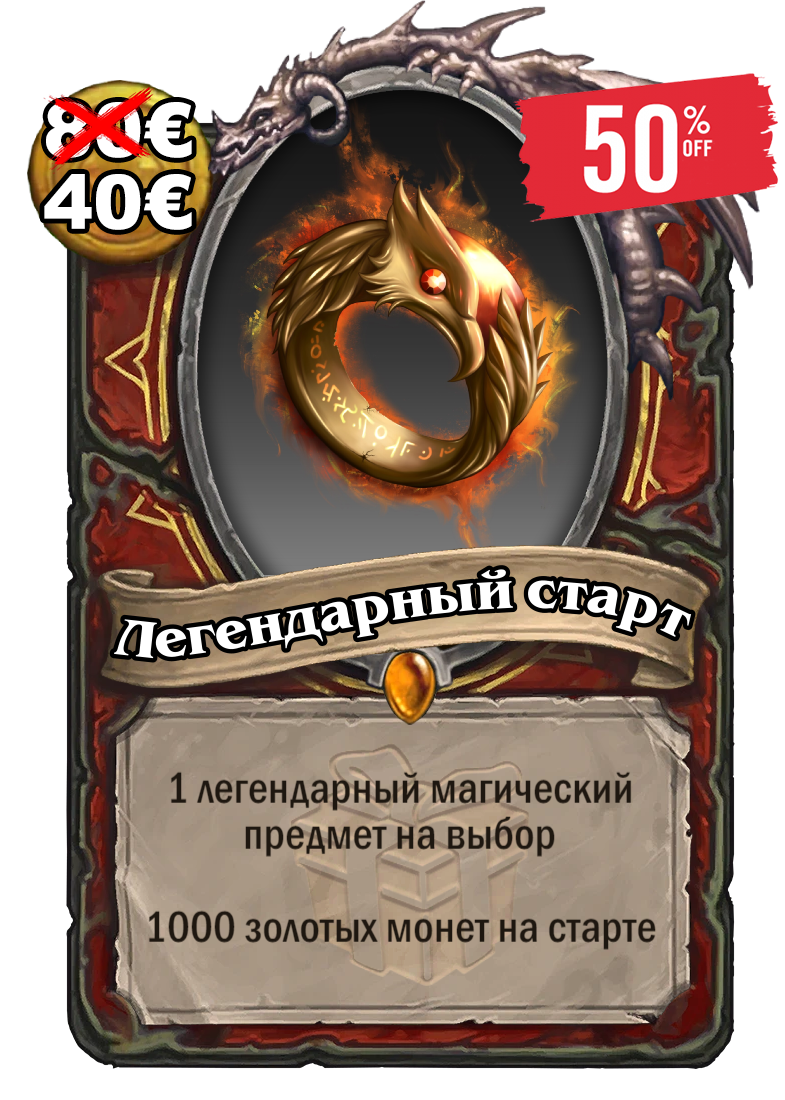 80€
40€
50% OFF
Легендарный старт
1 легендарный магический
предмет на выбор
1000 золотых монет на старте